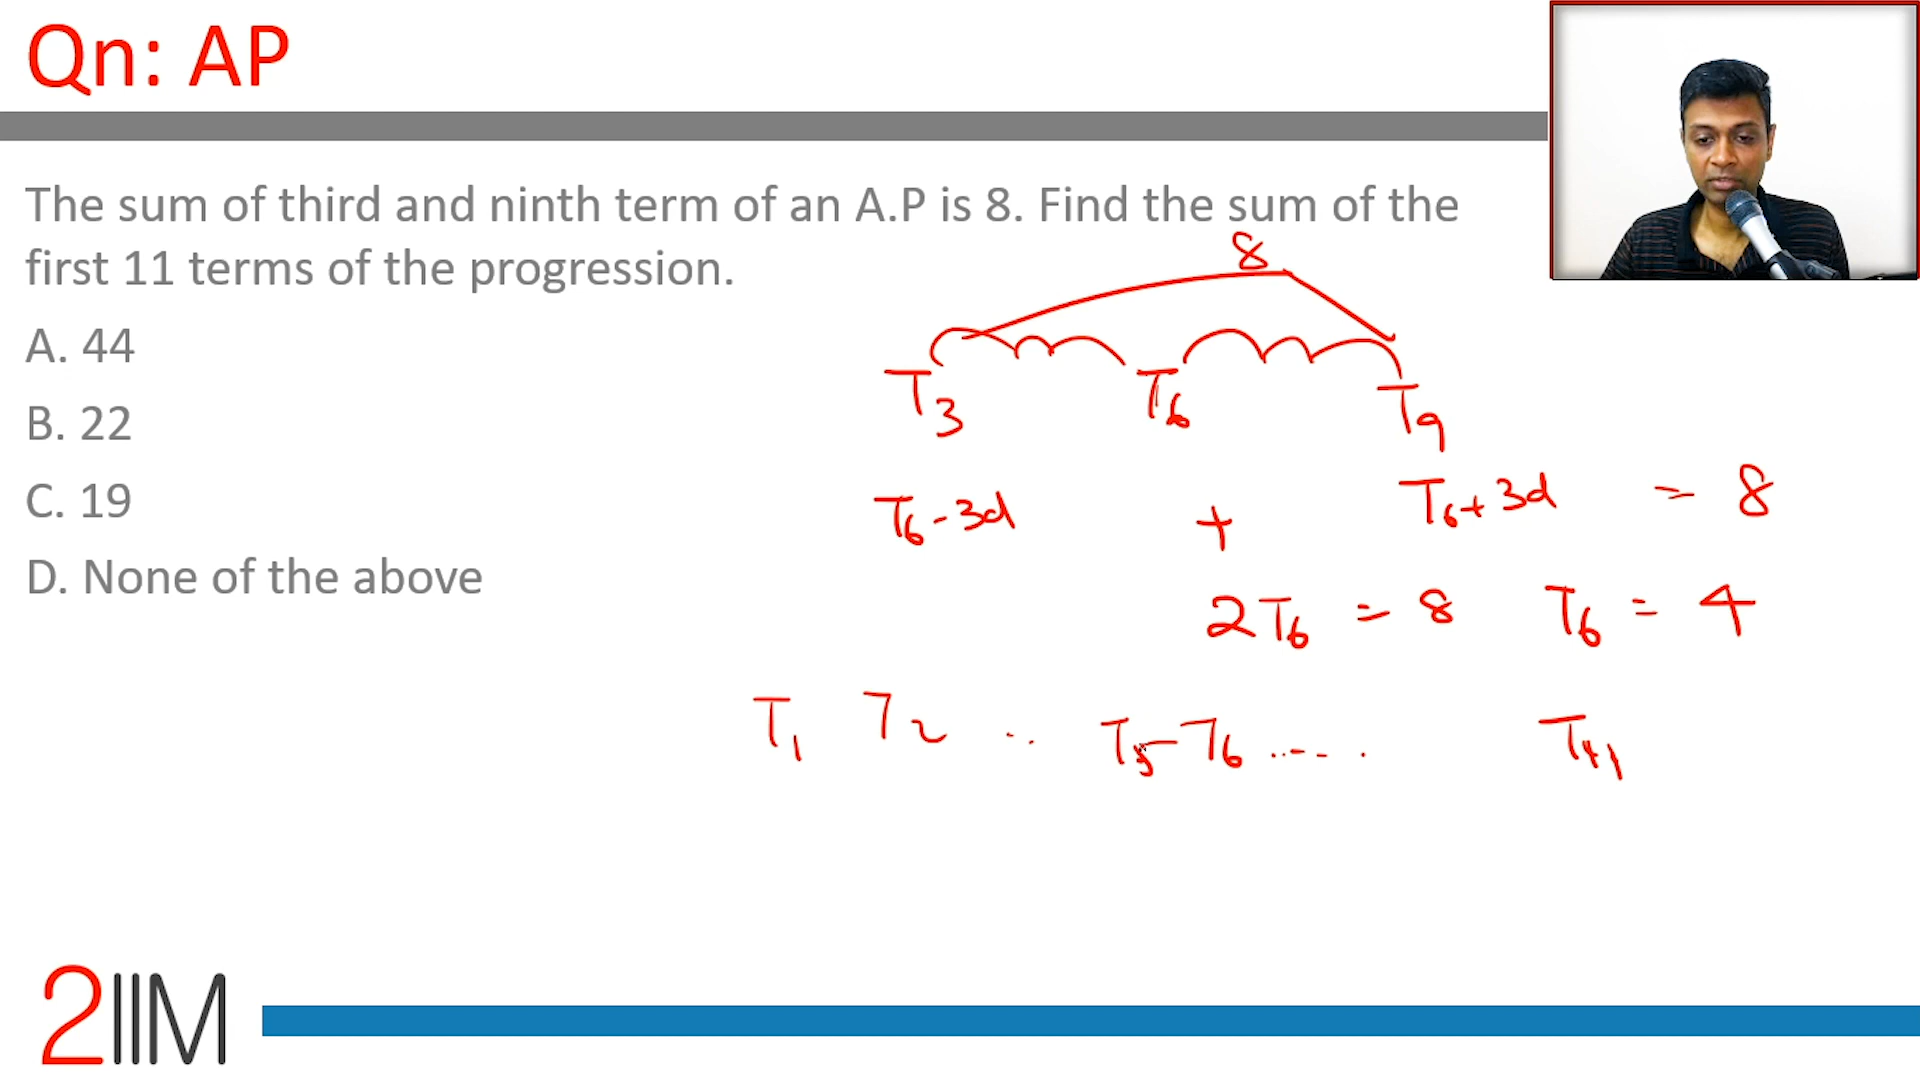 Qn: AP
The sum of third and ninth term of an A.P is 8. Find the sum of the
first 11 terms of the progression.
A. 44
B. 22
C. 19
D. None of the above
8
T3 T6 T9
T6 - 3d + T6 + 3d = 8
2T6 = 8 T6 = 4
T1 T2 .. T5 T6 ..... T11
2IIM